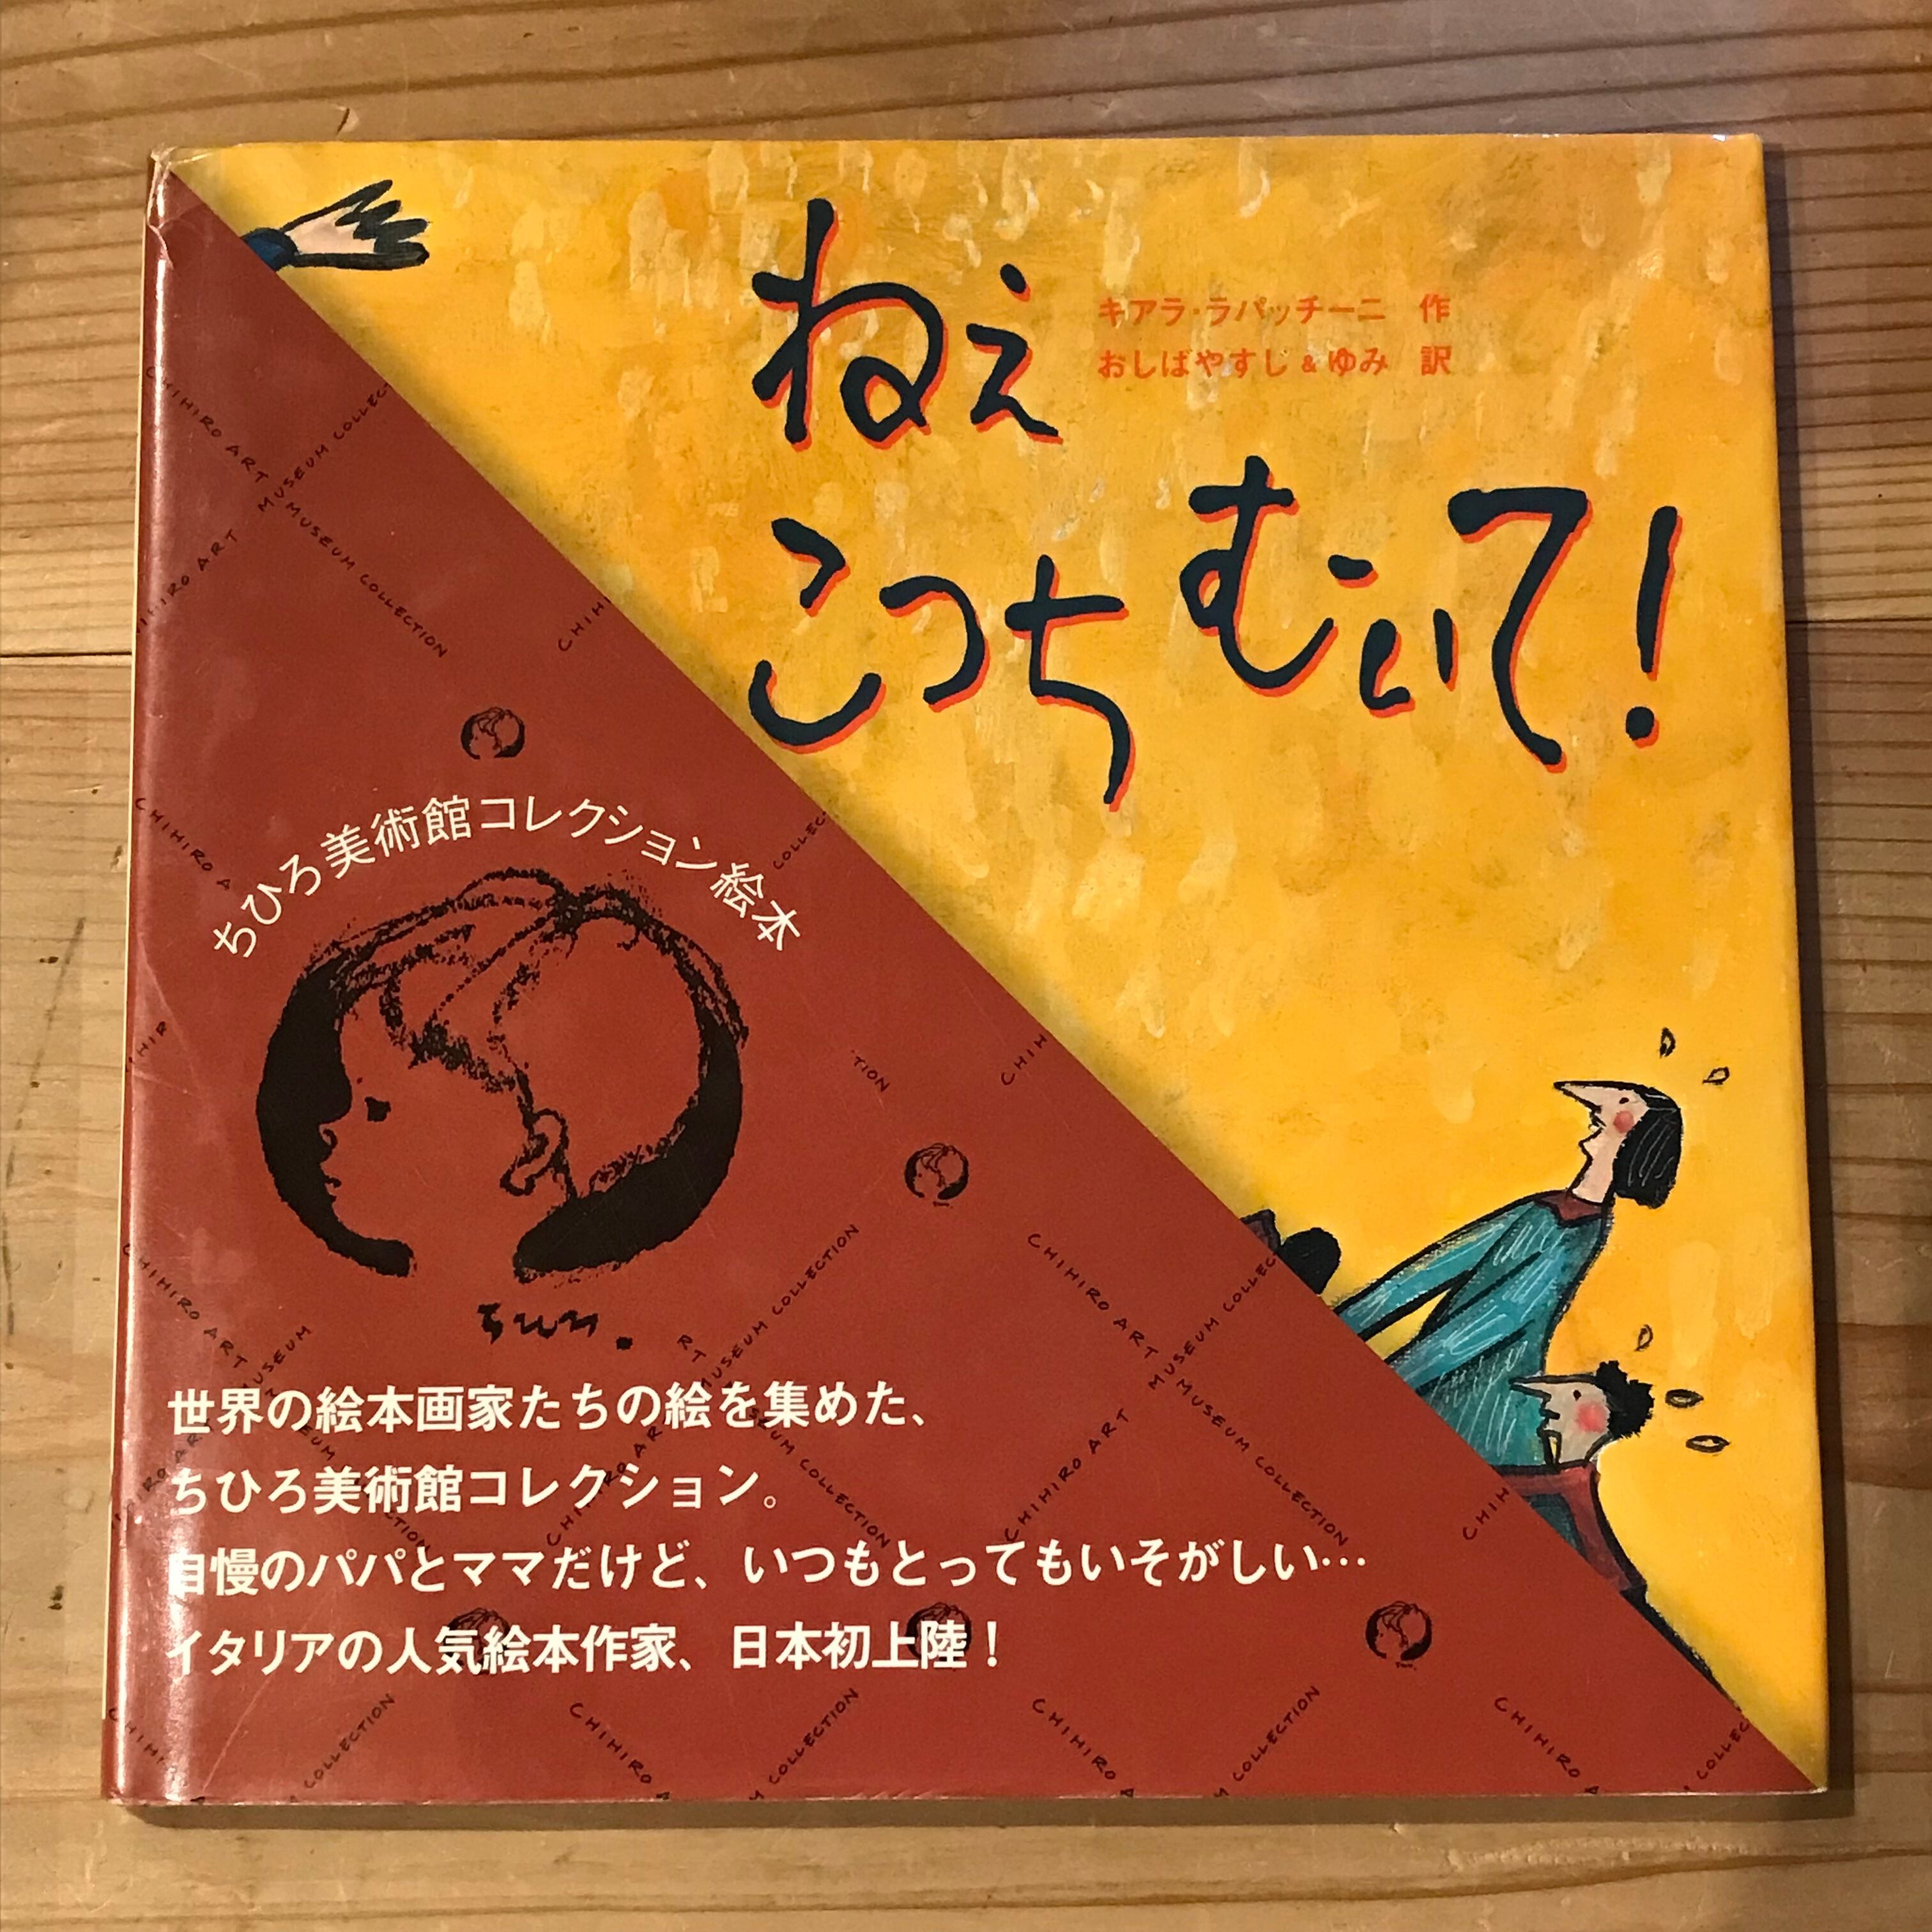 ねえ
キアラ・ラパッチーニ 作
おしばやすじ & ゆみ 訳
こっち むいて!
ちひろ美術館コレクション絵本
世界の絵本画家たちの絵を集めた、
ちひろ美術館コレクション。
自慢のパパとママだけど、いつもとってもいそがしい…
イタリアの人気絵本作家、日本初上陸!
CHIHIRO ART MUSEUM COLLECTION